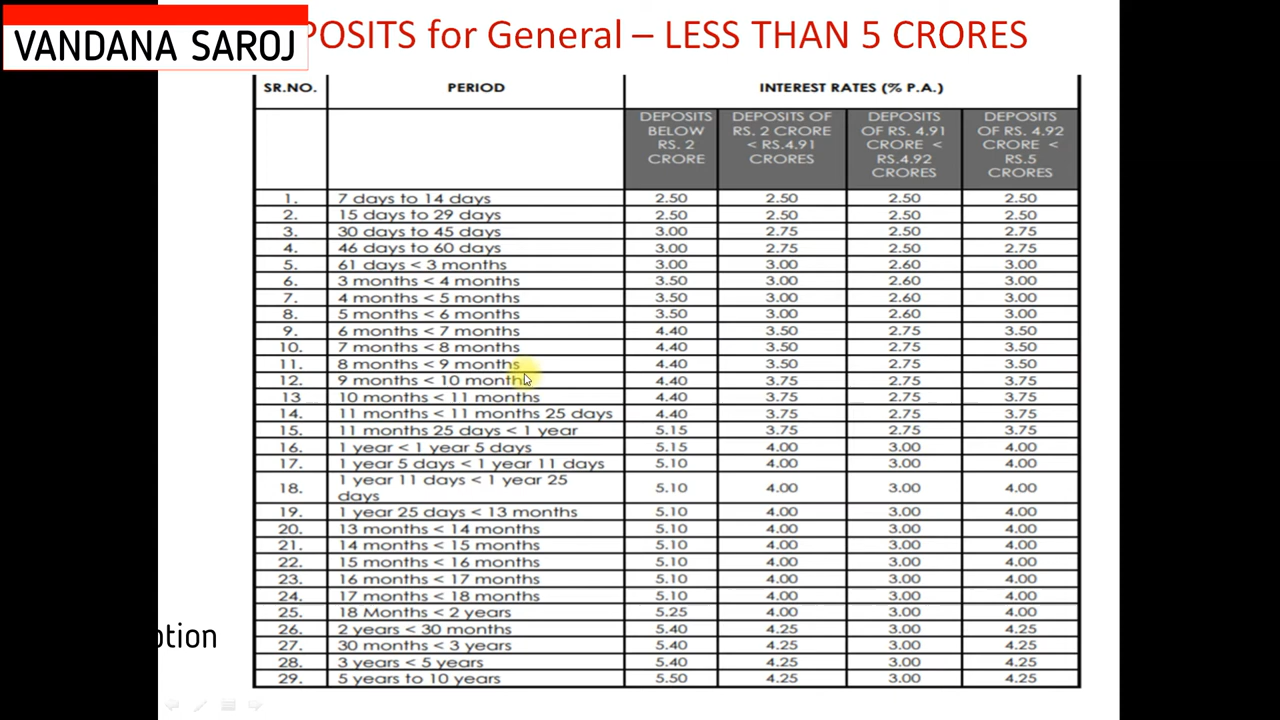 VANDANA SAROJ
POSITS for General – LESS THAN 5 CRORES
SR.NO. PERIOD INTEREST RATES (% P.A.)
DEPOSITS BELOW RS. 2 CRORE
DEPOSITS OF RS. 2 CRORE < RS.4.91 CRORES
DEPOSITS OF RS. 4.91 CRORE < RS.4.92 CRORES
DEPOSITS OF RS. 4.92 CRORE < RS.5 CRORES
1. 7 days to 14 days 2.50 2.50 2.50 2.50
2. 15 days to 29 days 2.50 2.50 2.50 2.50
3. 30 days to 45 days 3.00 2.75 2.50 2.75
4. 46 days to 60 days 3.00 2.75 2.50 2.75
5. 61 days < 3 months 3.00 3.00 2.60 3.00
6. 3 months < 4 months 3.50 3.00 2.60 3.00
7. 4 months < 5 months 3.50 3.00 2.60 3.00
8. 5 months < 6 months 3.50 3.00 2.60 3.00
9. 6 months < 7 months 4.40 3.50 2.75 3.50
10. 7 months < 8 months 4.40 3.50 2.75 3.50
11. 8 months < 9 months 4.40 3.50 2.75 3.50
12. 9 months < 10 months 4.40 3.75 2.75 3.75
13 10 months < 11 months 4.40 3.75 2.75 3.75
14. 11 months < 11 months 25 days 4.40 3.75 2.75 3.75
15. 11 months 25 days < 1 year 5.15 3.75 2.75 3.75
16. 1 year < 1 year 5 days 5.15 4.00 3.00 4.00
17. 1 year 5 days < 1 year 11 days 5.10 4.00 3.00 4.00
18. 1 year 11 days < 1 year 25 days 5.10 4.00 3.00 4.00
19. 1 year 25 days < 13 months 5.10 4.00 3.00 4.00
20. 13 months < 14 months 5.10 4.00 3.00 4.00
21. 14 months < 15 months 5.10 4.00 3.00 4.00
22. 15 months < 16 months 5.10 4.00 3.00 4.00
23. 16 months < 17 months 5.10 4.00 3.00 4.00
24. 17 months < 18 months 5.10 4.00 3.00 4.00
25. 18 Months < 2 years 5.25 4.00 3.00 4.00
26. 2 years < 30 months 5.40 4.25 3.00 4.25
27. 30 months < 3 years 5.40 4.25 3.00 4.25
28. 3 years < 5 years 5.40 4.25 3.00 4.25
29. 5 years to 10 years 5.50 4.25 3.00 4.25
ption